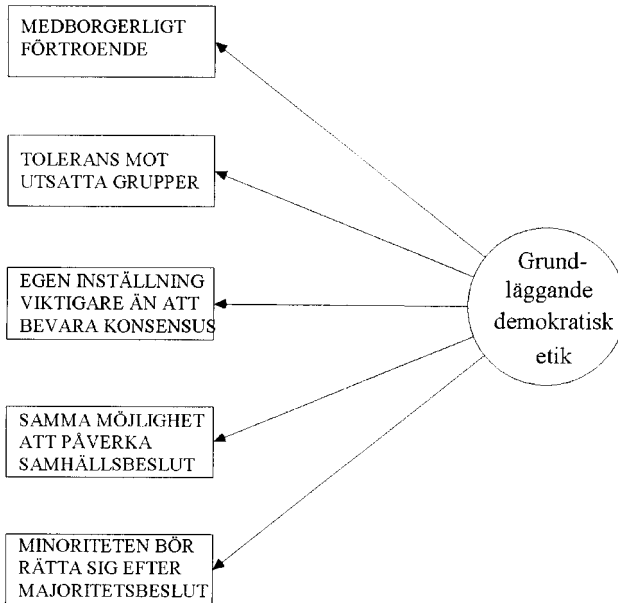 MEDBORGERLIGT
FÖRTROENDE
TOLERANS MOT
UTSATTA GRUPPER
EGEN INSTÄLLNING
VIKTIGARE ÄN ATT
BEVARA KONSENSUS
SAMMA MÖJLIGHET
ATT PÅVERKA
SAMHÄLLSBESLUT
MINORITETEN BÖR
RÄTTA SIG EFTER
MAJORITETSBESLUT
Grund-
läggande
demokratisk
etik